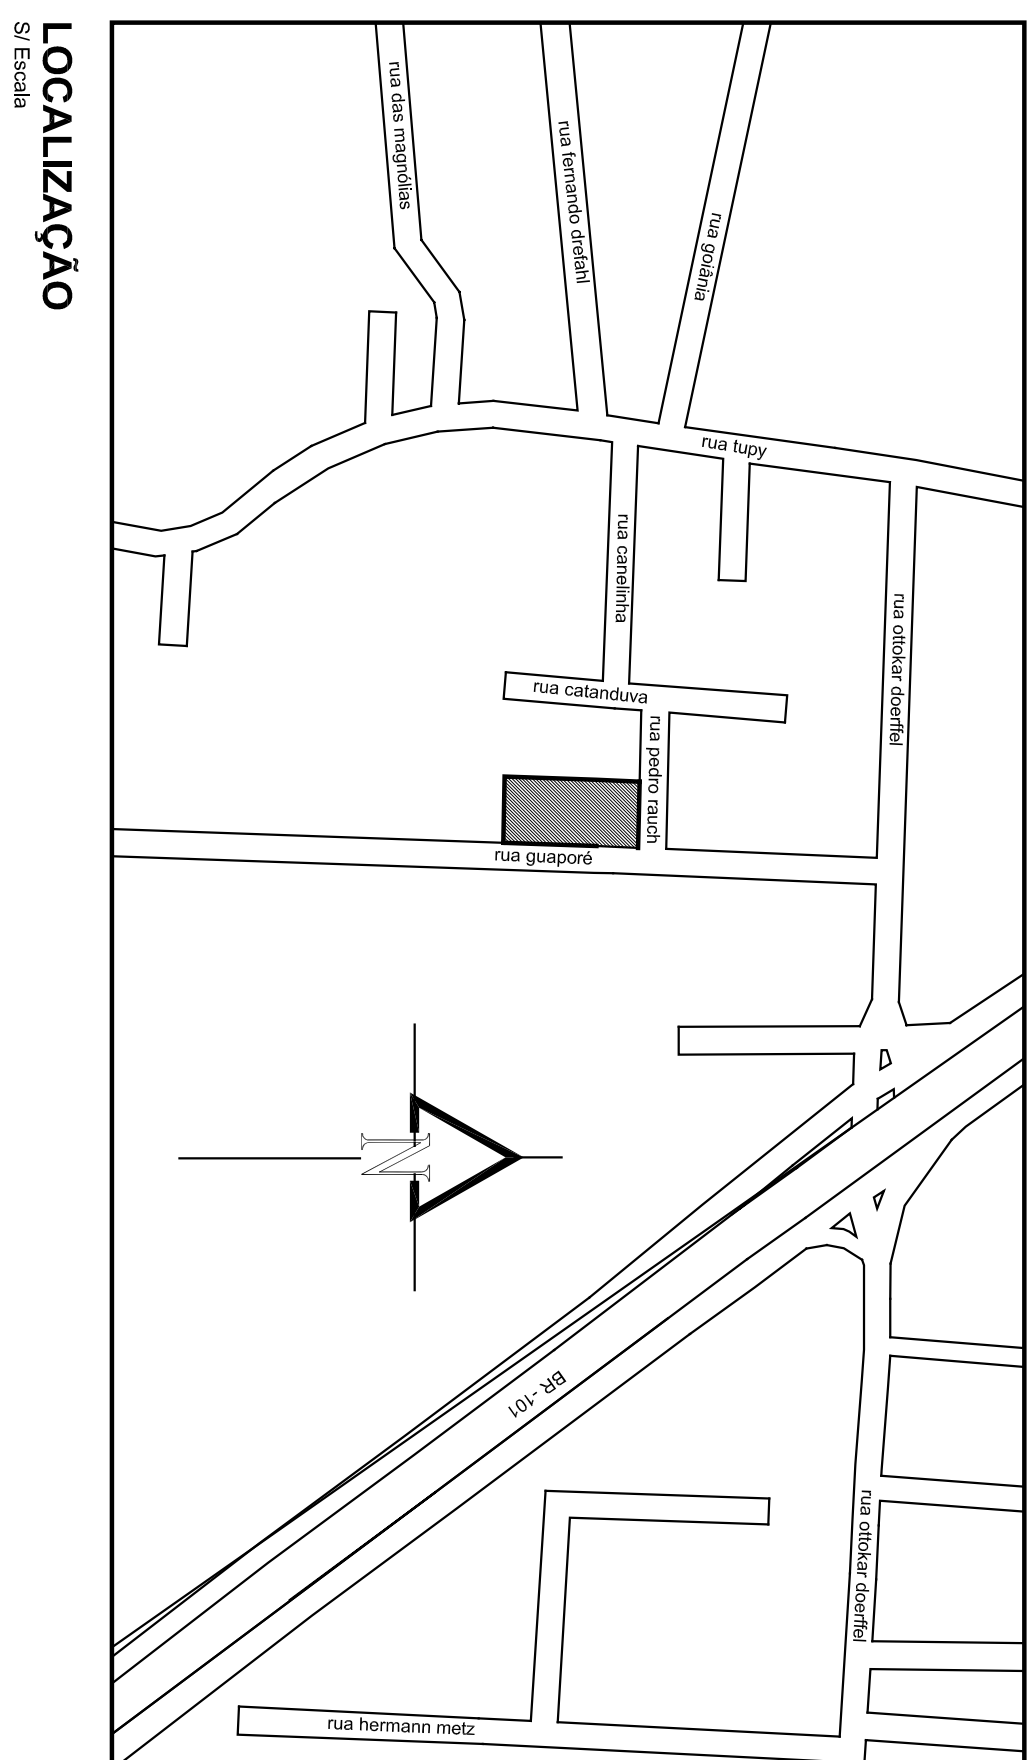 LOCALIZAÇÃO
S/ Escala
rua das magnólias
rua fernando drefahl
rua goiânia
rua tupy
rua canelinha
rua ottokar doerffel
rua catanduva
rua pedro rauch
rua guaporé
N
BR -101
rua ottokar doerffel
rua hermann metz